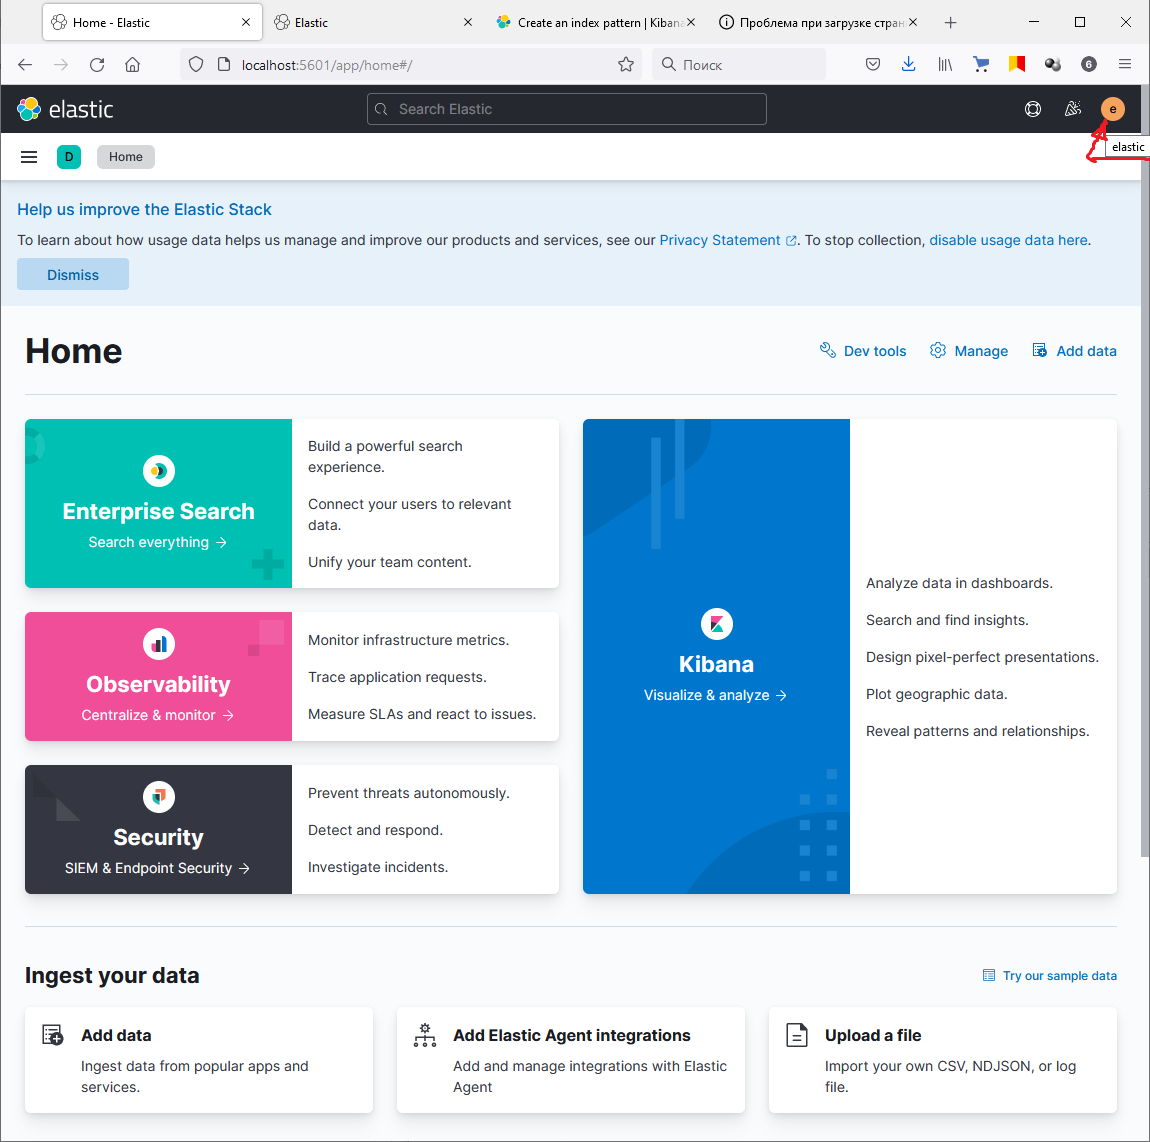 Home - Elastic
Elastic
Create an index pattern | Kibana
Проблема при загрузке стран
localhost:5601/app/home#/
Поиск
6
elastic
Search Elastic
e
D
Home
elastic
Help us improve the Elastic Stack
To learn about how usage data helps us manage and improve our products and services, see our Privacy Statement. To stop collection, disable usage data here.
Dismiss
Home
Dev tools
Manage
Add data
Enterprise Search
Search everything →
Build a powerful search
experience.
Connect your users to relevant
data.
Unify your team content.
Observability
Centralize & monitor →
Monitor infrastructure metrics.
Trace application requests.
Measure SLAs and react to issues.
Security
SIEM & Endpoint Security →
Prevent threats autonomously.
Detect and respond.
Investigate incidents.
Kibana
Visualize & analyze →
Analyze data in dashboards.
Search and find insights.
Design pixel-perfect presentations.
Plot geographic data.
Reveal patterns and relationships.
Ingest your data
Try our sample data
Add data
Ingest data from popular apps and
services.
Add Elastic Agent integrations
Add and manage integrations with Elastic
Agent
Upload a file
Import your own CSV, NDJSON, or log
file.